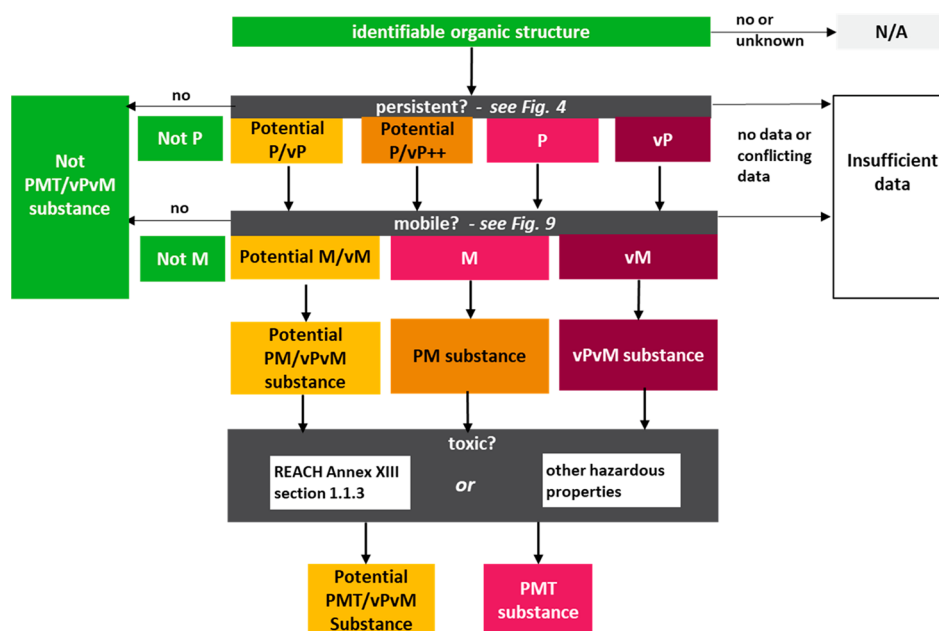 identifiable organic structure
no or
unknown
N/A
no
persistent? - see Fig. 4
Not P
Potential
P/vP
Potential
P/vP++
P
vP
no data or
conflicting
data
Not
PMT/vPvM
substance
Insufficient
data
no
mobile? - see Fig. 9
Not M
Potential M/vM
M
vM
Potential
PM/vPvM
substance
PM substance
vPvM substance
toxic?
REACH Annex XIII
section 1.1.3
or
other hazardous
properties
Potential
PMT/vPvM
Substance
PMT
substance